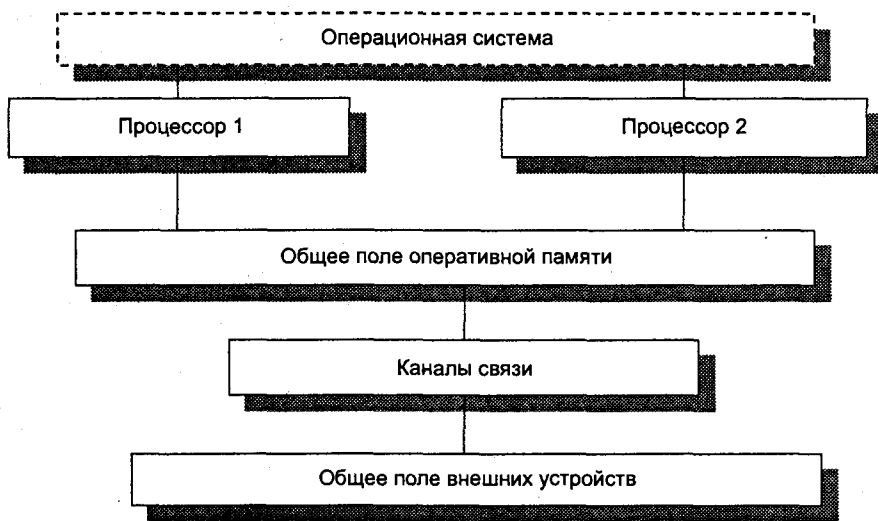 Операционная система
Процессор 1
Процессор 2
Общее поле оперативной памяти
Каналы связи
Общее поле внешних устройств